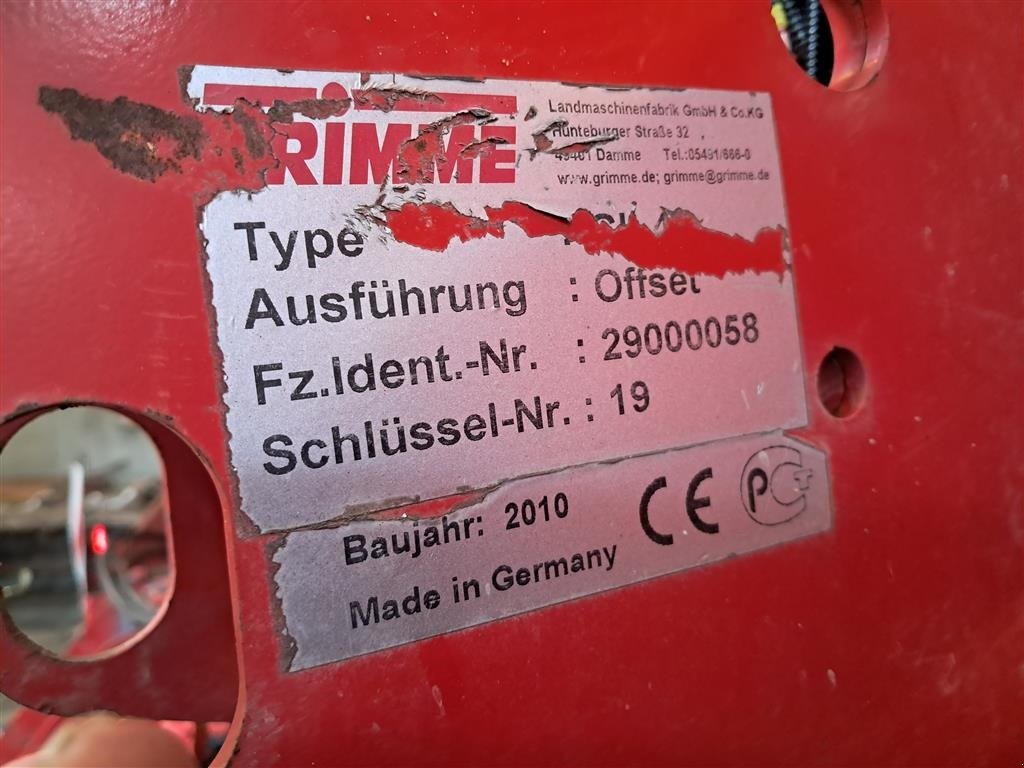 GRIMME
Landmaschinenfabrik GmbH & Co.KG
Hunteburger Straße 32
49401 Damme Tel.:05491/666-0
www.grimme.de; grimme@grimme.de
Type :
Ausführung : Offset
Fz.Ident.-Nr. : 29000058
Schlüssel-Nr. : 19
Baujahr: 2010
Made in Germany
CE